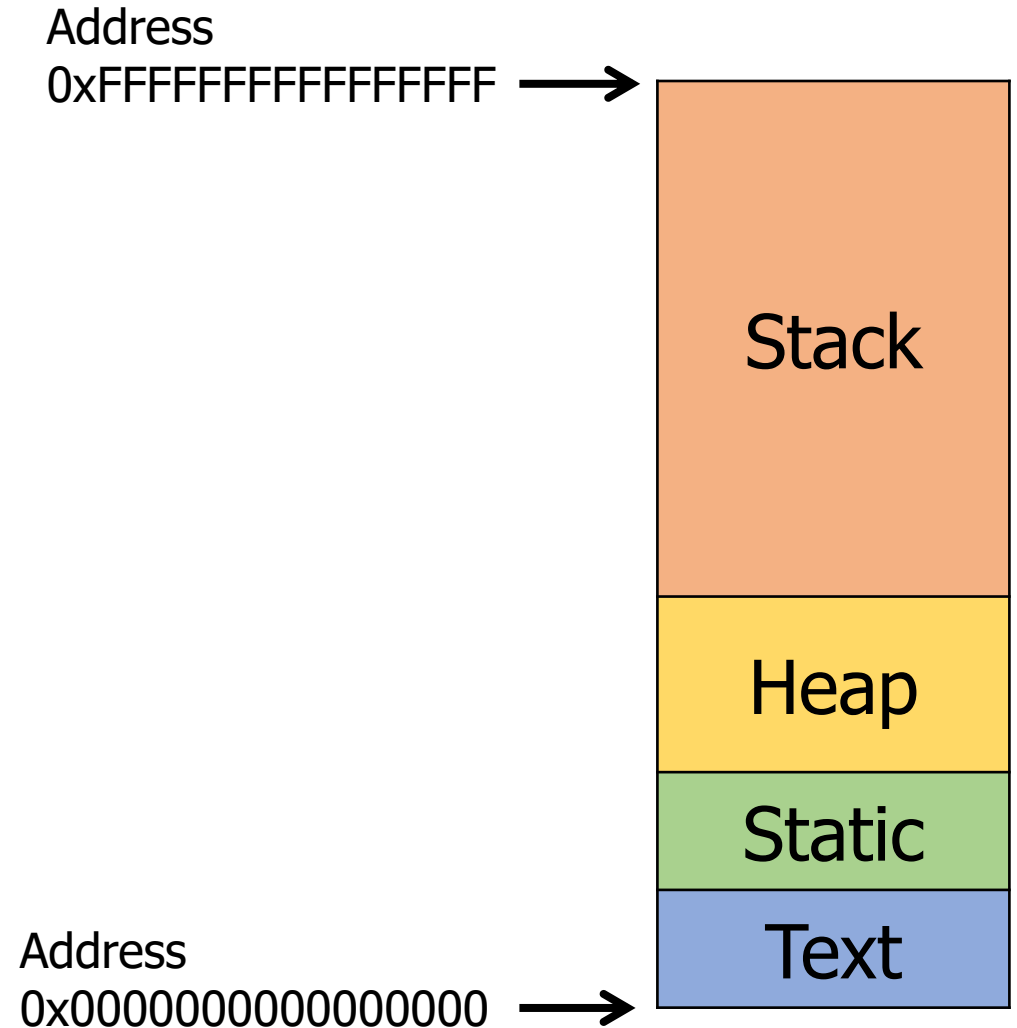 Address
0xFFFFFFFFFFFFFFFF
Stack
Heap
Static
Text
Address
0x0000000000000000